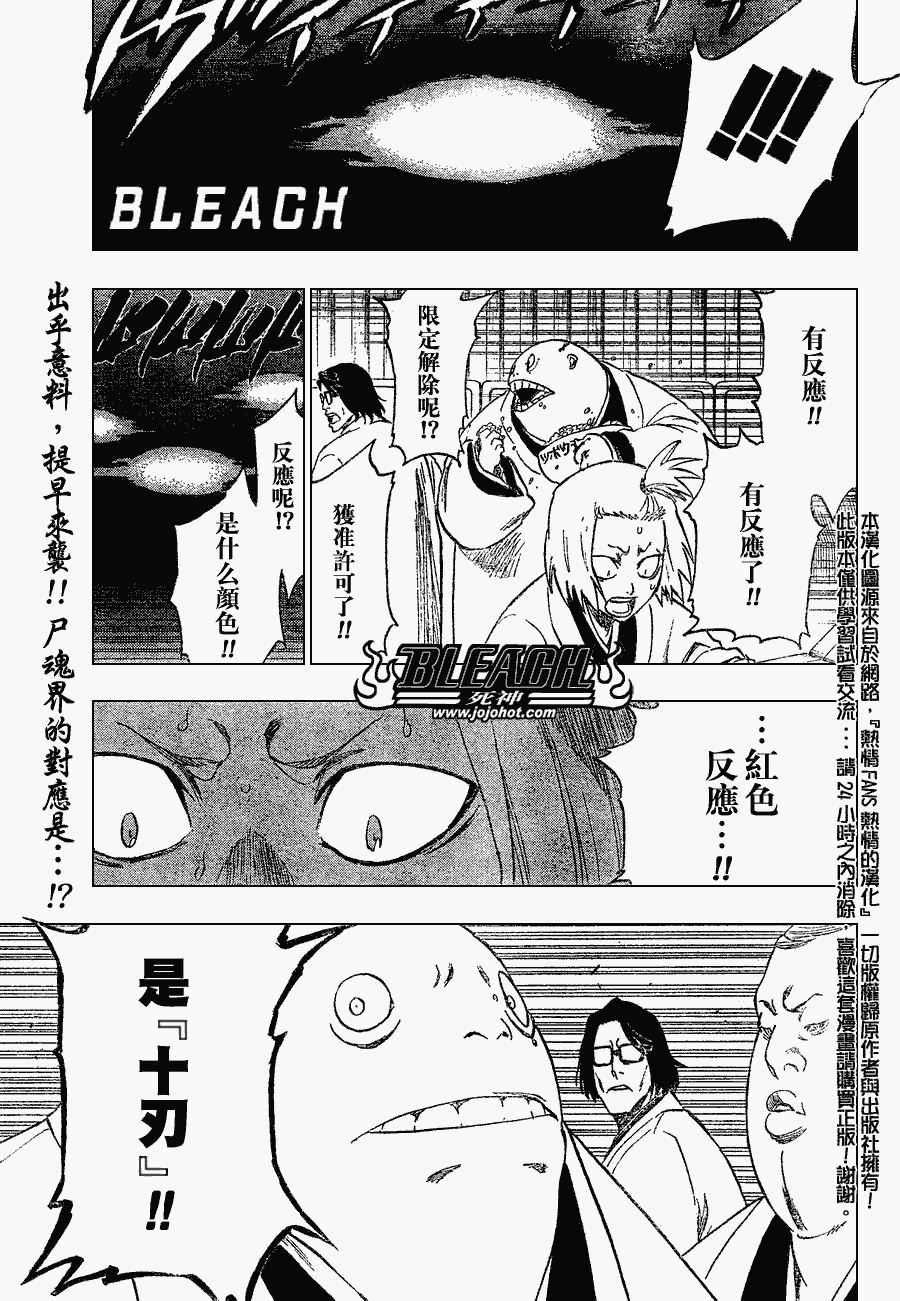 !!!!
BLEACH
出乎意料，提早來襲!! 尸魂界的對應是…!?
有反應!!
限定解除呢!?
ツボウチ
有反應了!!
獲准許可了!!
反應呢!?
是什么顏色!!
BLEACH
死神
www.jojohot.com
…紅色
反應…!!
是『十刃』!!
本漢化圖源來自於網路，『熱情FANS 熱情的漢化』一切版權歸原作者與出版社擁有!
此版本僅供學習試看交流… 請 24 小時之內消除，喜歡這套漫畫請購買正版! 謝謝。